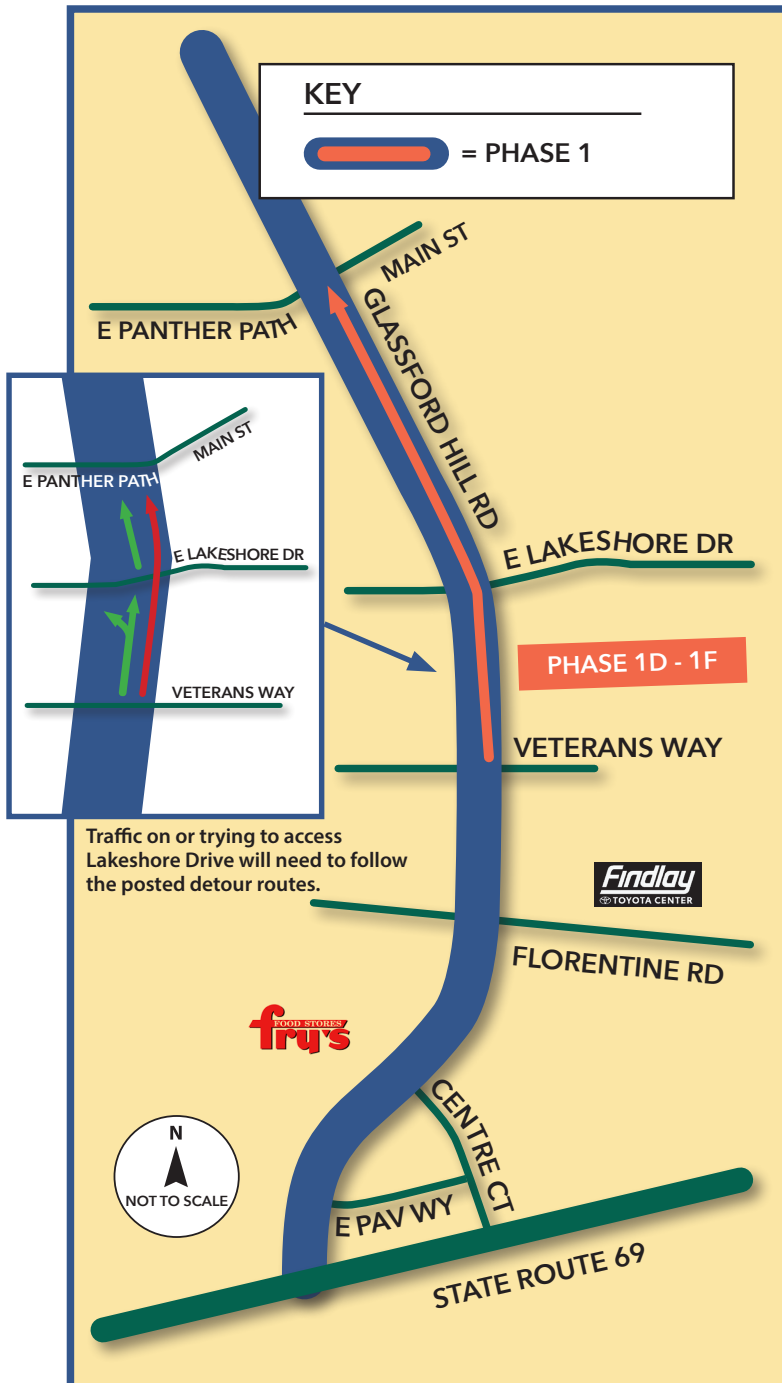 KEY
= PHASE 1
MAIN ST
E PANTHER PATH
GLASSFORD HILL RD
MAIN ST
E PANTHER PATH
E LAKESHORE DR
VETERANS WAY
E LAKESHORE DR
PHASE 1D - 1F
VETERANS WAY
Traffic on or trying to access
Lakeshore Drive will need to follow
the posted detour routes.
Findlay
TOYOTA CENTER
FLORENTINE RD
FOOD STORES
fry's
CENTRE CT
N
NOT TO SCALE
E PAV WY
STATE ROUTE 69